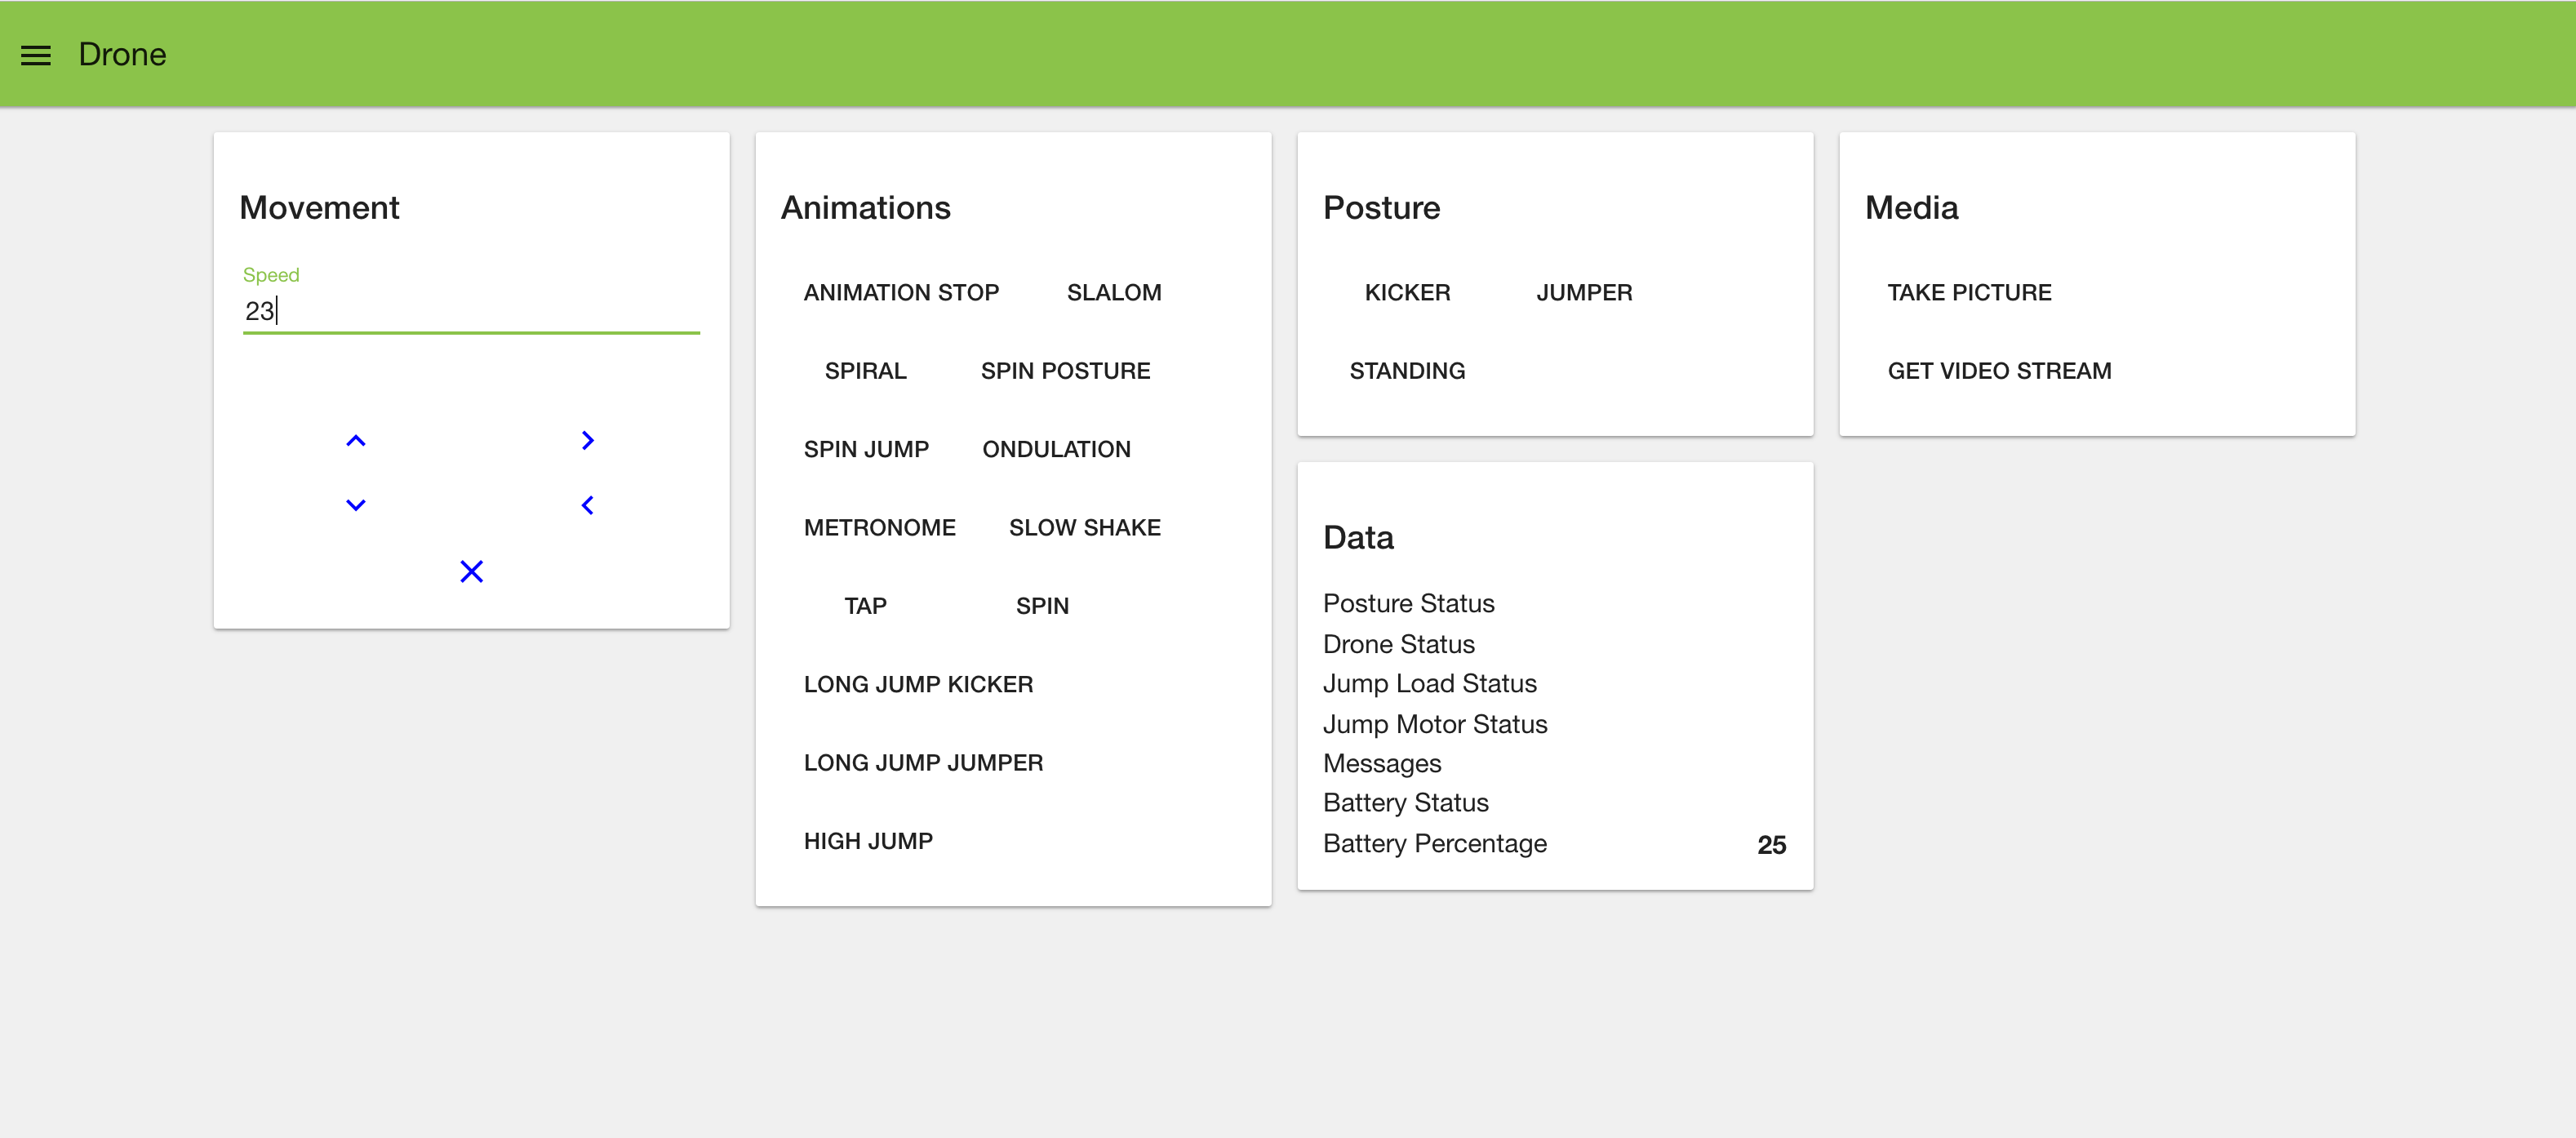 Drone
Movement
Speed
23
Animations
ANIMATION STOP SLALOM
SPIRAL SPIN POSTURE
SPIN JUMP ONDULATION
METRONOME SLOW SHAKE
TAP SPIN
LONG JUMP KICKER
LONG JUMP JUMPER
HIGH JUMP
Posture
KICKER JUMPER
STANDING
Data
Posture Status
Drone Status
Jump Load Status
Jump Motor Status
Messages
Battery Status
Battery Percentage 25
Media
TAKE PICTURE
GET VIDEO STREAM